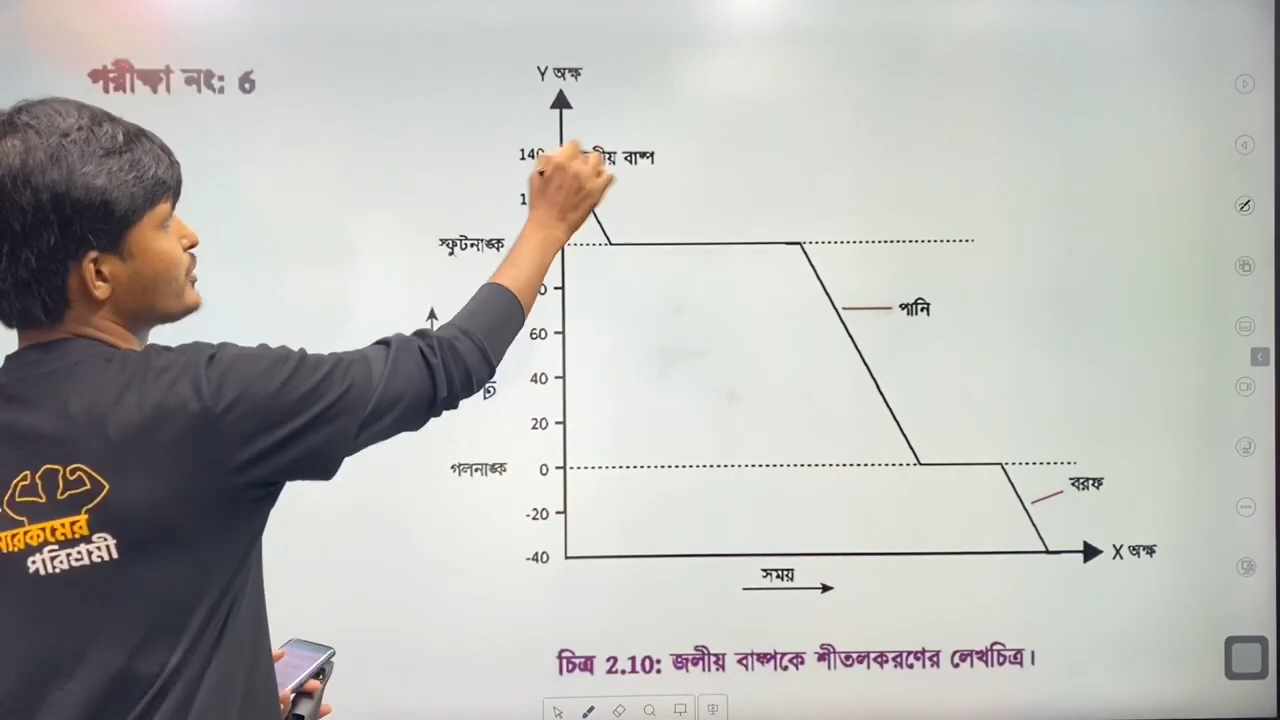 পরীক্ষা নং: 6
Y অক্ষ
140
বাষ্প
স্ফুটনাঙ্ক
পানি
60
40
20
গলনাঙ্ক 0
বরফ
-20
-40
X অক্ষ
সময়
চিত্র 2.10: জলীয় বাষ্পকে শীতলকরণের লেখচিত্র।
পরিশ্রমী